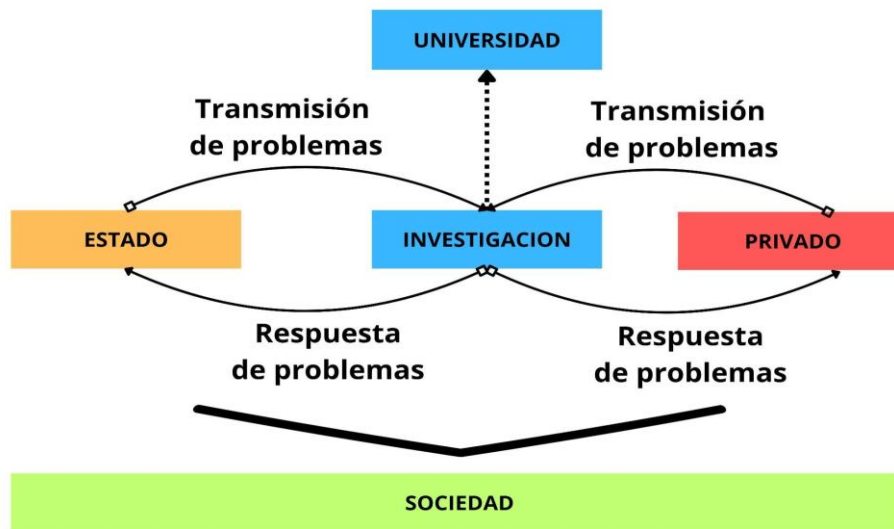 UNIVERSIDAD
Transmisión
de problemas
Transmisión
de problemas
ESTADO
INVESTIGACION
PRIVADO
Respuesta
de problemas
Respuesta
de problemas
SOCIEDAD